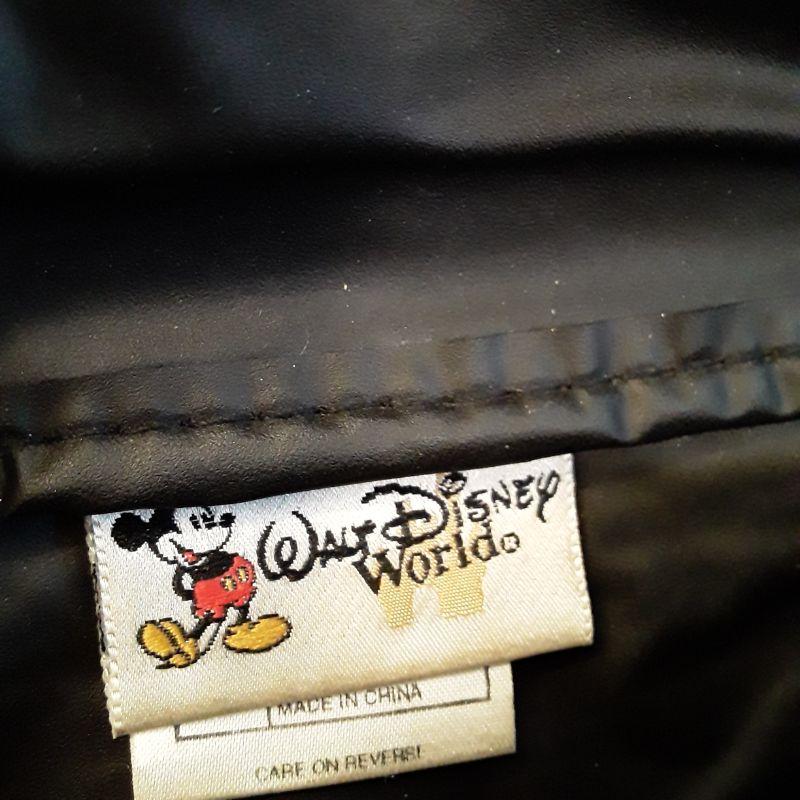 Walt Disney
World®
MADE IN CHINA
CARE ON REVERSE